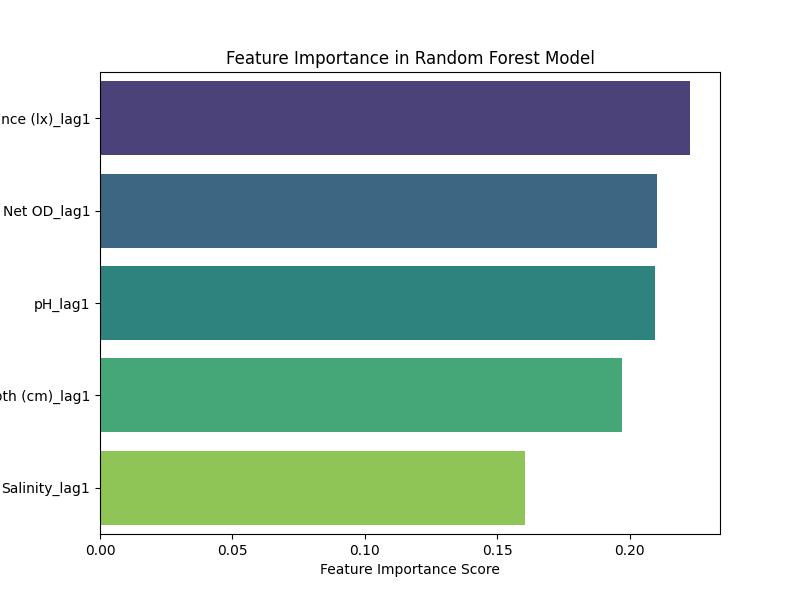 Feature Importance in Random Forest Model
nce (lx)_lag1
Net OD_lag1
pH_lag1
oth (cm)_lag1
Salinity_lag1
0.00 0.05 0.10 0.15 0.20
Feature Importance Score